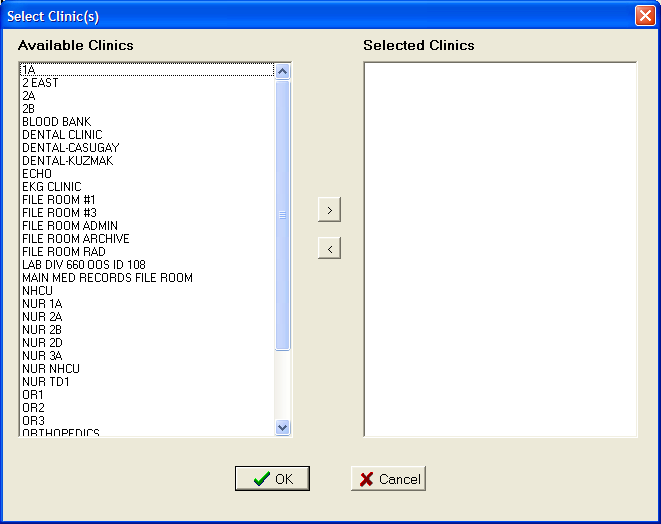 Select Clinic(s)
Available Clinics
Selected Clinics
1A
2 EAST
2A
2B
BLOOD BANK
DENTAL CLINIC
DENTAL-CASUGAY
DENTAL-KUZMAK
ECHO
EKG CLINIC
FILE ROOM #1
FILE ROOM #3
FILE ROOM ADMIN
FILE ROOM ARCHIVE
FILE ROOM RAD
LAB DIV 660 OOS ID 108
MAIN MED RECORDS FILE ROOM
NHCU
NUR 1A
NUR 2A
NUR 2B
NUR 2D
NUR 3A
NUR NHCU
NUR TD1
OR1
OR2
OR3
ORTHOPEDICS
>
<
OK
Cancel